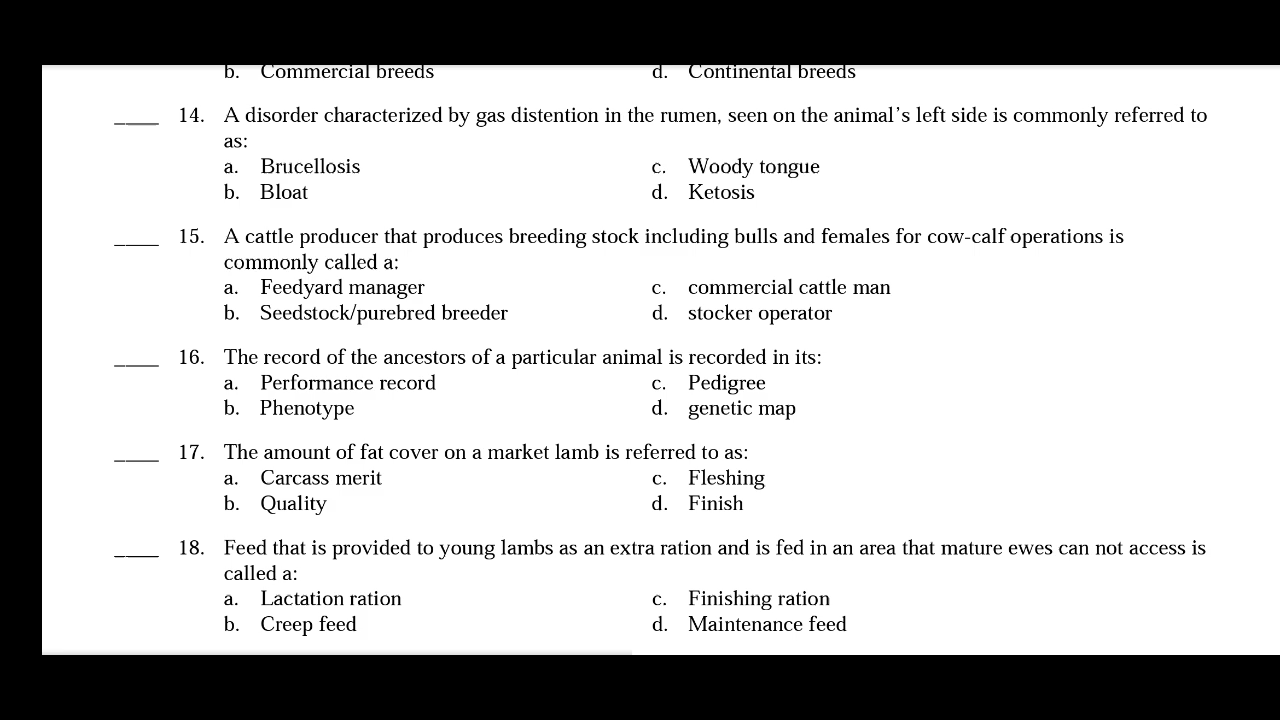 b. Commercial breeds d. Continental breeds
____ 14. A disorder characterized by gas distention in the rumen, seen on the animal’s left side is commonly referred to
as:
a. Brucellosis c. Woody tongue
b. Bloat d. Ketosis
____ 15. A cattle producer that produces breeding stock including bulls and females for cow-calf operations is
commonly called a:
a. Feedyard manager c. commercial cattle man
b. Seedstock/purebred breeder d. stocker operator
____ 16. The record of the ancestors of a particular animal is recorded in its:
a. Performance record c. Pedigree
b. Phenotype d. genetic map
____ 17. The amount of fat cover on a market lamb is referred to as:
a. Carcass merit c. Fleshing
b. Quality d. Finish
____ 18. Feed that is provided to young lambs as an extra ration and is fed in an area that mature ewes can not access is
called a:
a. Lactation ration c. Finishing ration
b. Creep feed d. Maintenance feed